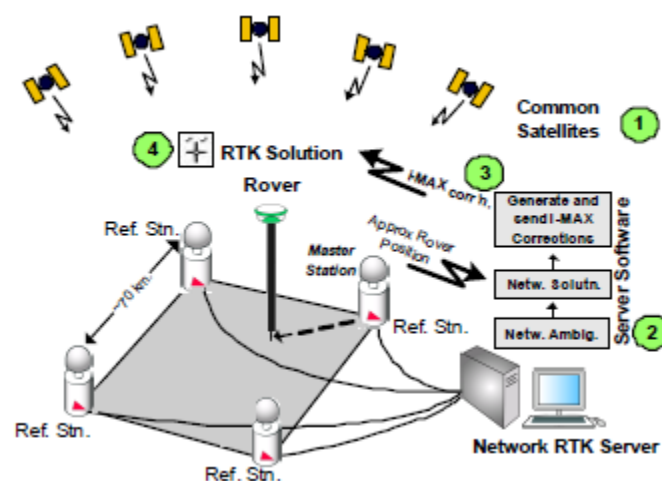 Common
Satellites
1
4
RTK Solution
3
I-MAX corr h.
Rover
Generate and
send I-MAX
Corrections
Ref. Stn.
Approx Rover
Position
Master
Station
Server Software
~70 km.
Netw. Solutn.
Ref. Stn.
Netw. Ambig.
2
Ref. Stn.
Network RTK Server
Ref. Stn.